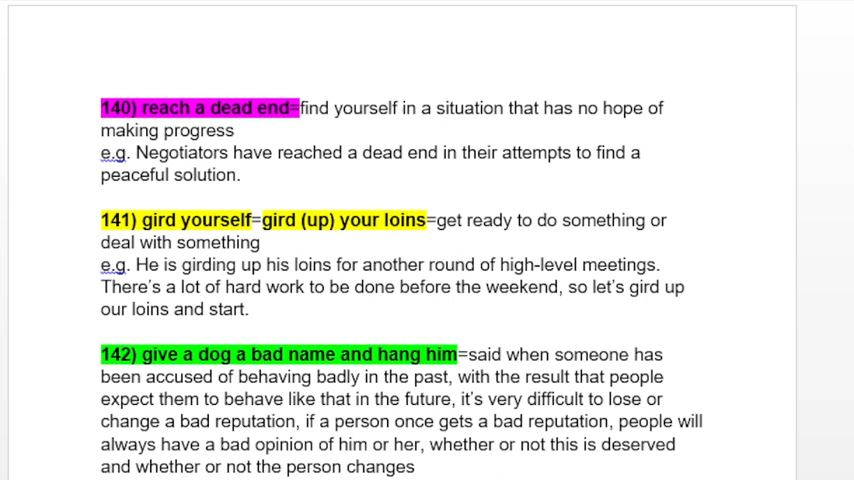 140) reach a dead end=find yourself in a situation that has no hope of
making progress
e.g. Negotiators have reached a dead end in their attempts to find a
peaceful solution.
141) gird yourself=gird (up) your loins=get ready to do something or
deal with something
e.g. He is girding up his loins for another round of high-level meetings.
There’s a lot of hard work to be done before the weekend, so let’s gird up
our loins and start.
142) give a dog a bad name and hang him=said when someone has
been accused of behaving badly in the past, with the result that people
expect them to behave like that in the future, it’s very difficult to lose or
change a bad reputation, if a person once gets a bad reputation, people will
always have a bad opinion of him or her, whether or not this is deserved
and whether or not the person changes